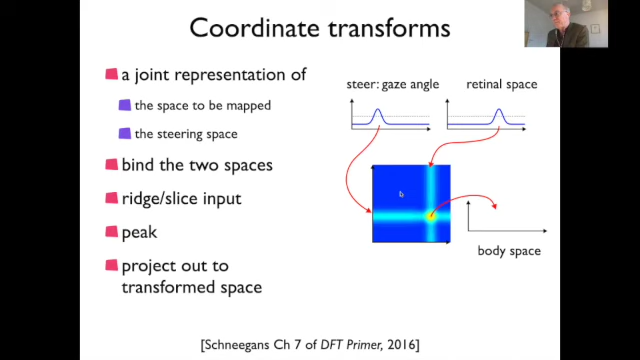 Coordinate transforms
a joint representation of
the space to be mapped
the steering space
bind the two spaces
ridge/slice input
peak
project out to
transformed space
steer: gaze angle
retinal space
body space
[Schneegans Ch 7 of DFT Primer, 2016]